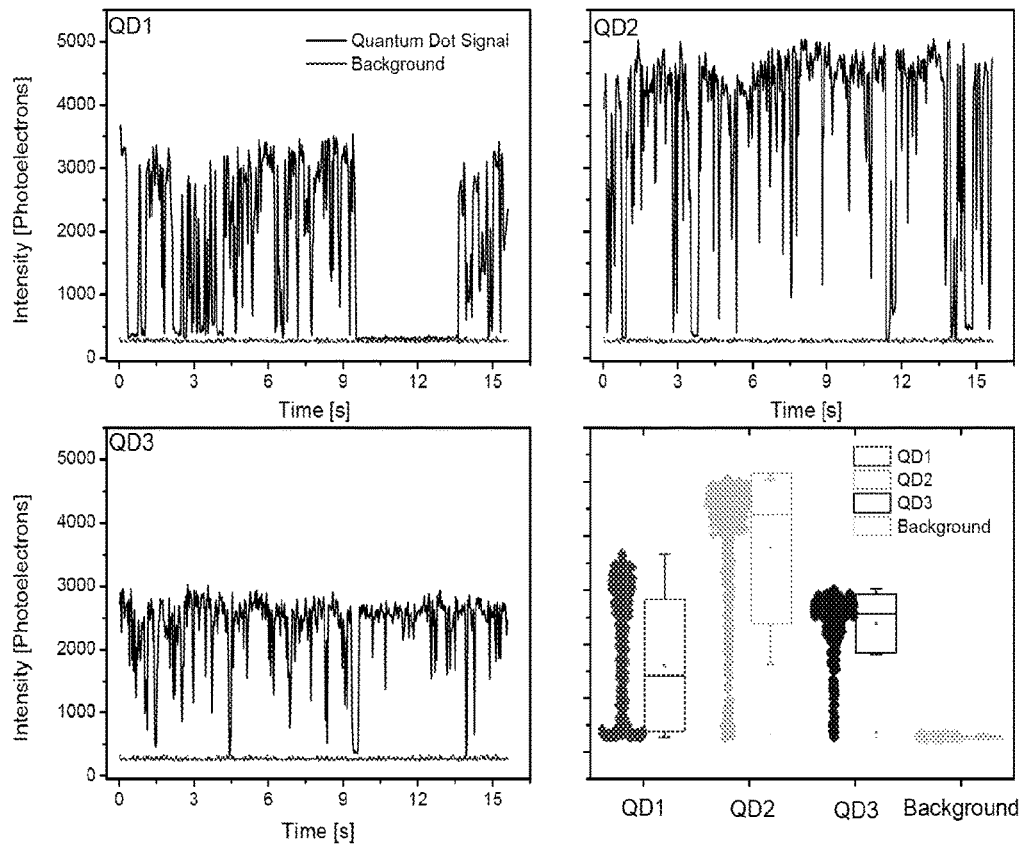 QD1
Quantum Dot Signal
Background
Intensity [Photoelectrons]
5000
4000
3000
2000
1000
0
0 3 6 9 12 15
Time [s]
QD2
0 3 6 9 12 15
Time [s]
QD3
Intensity [Photoelectrons]
5000
4000
3000
2000
1000
0
0 3 6 9 12 15
Time [s]
QD1
QD2
QD3
Background
QD1 QD2 QD3 Background